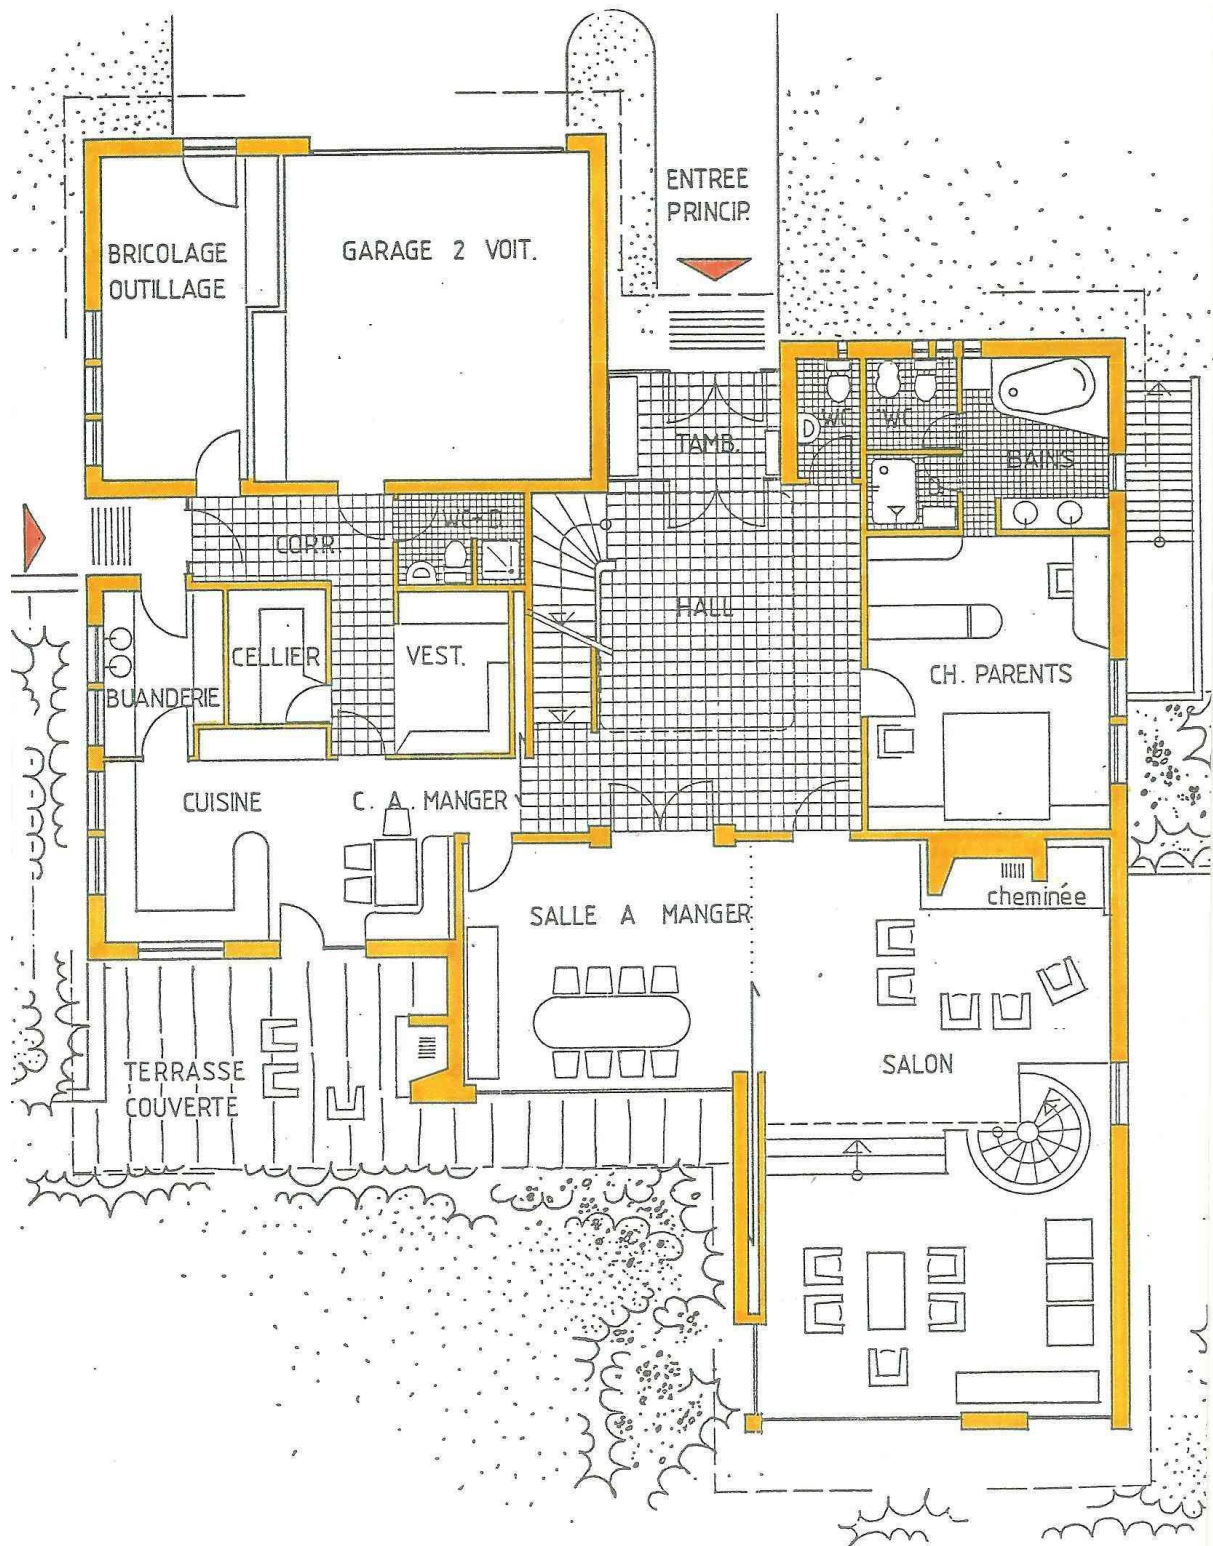 ENTREE
PRINCIP.
BRICOLAGE
OUTILLAGE
GARAGE 2 VOIT.
WC
WC
TAMB.
BAINS
WC+D
CORR.
HALL
CELLIER
VEST.
CH. PARENTS
BUANDERIE
CUISINE
C. A. MANGER
cheminée
SALLE A MANGER
SALON
TERRASSE
COUVERTE